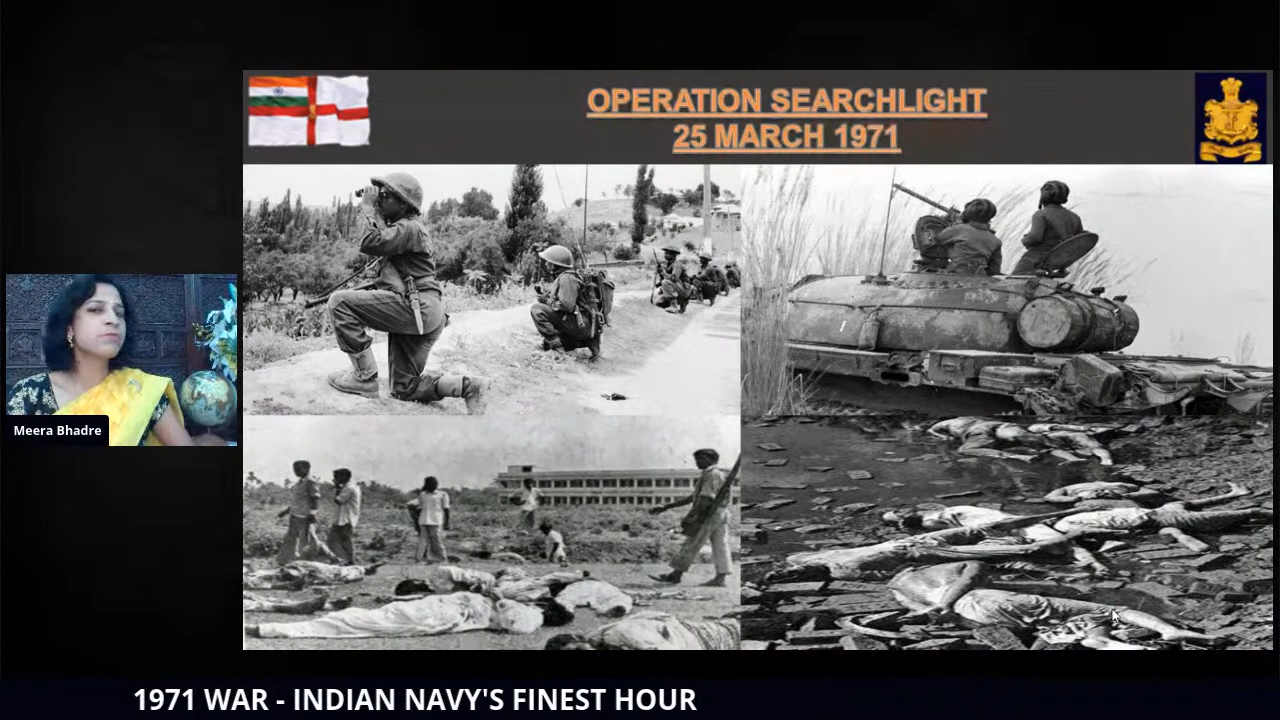 OPERATION SEARCHLIGHT
25 MARCH 1971
Meera Bhadre
1971 WAR - INDIAN NAVY'S FINEST HOUR